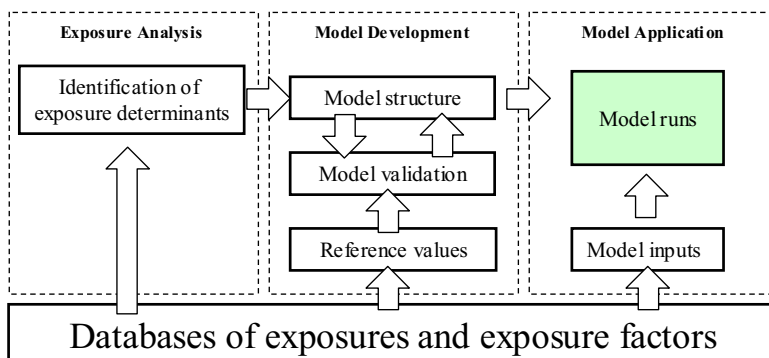 Exposure Analysis
Identification of
exposure determinants
Model Development
Model structure
Model validation
Reference values
Model Application
Model runs
Model inputs
Databases of exposures and exposure factors